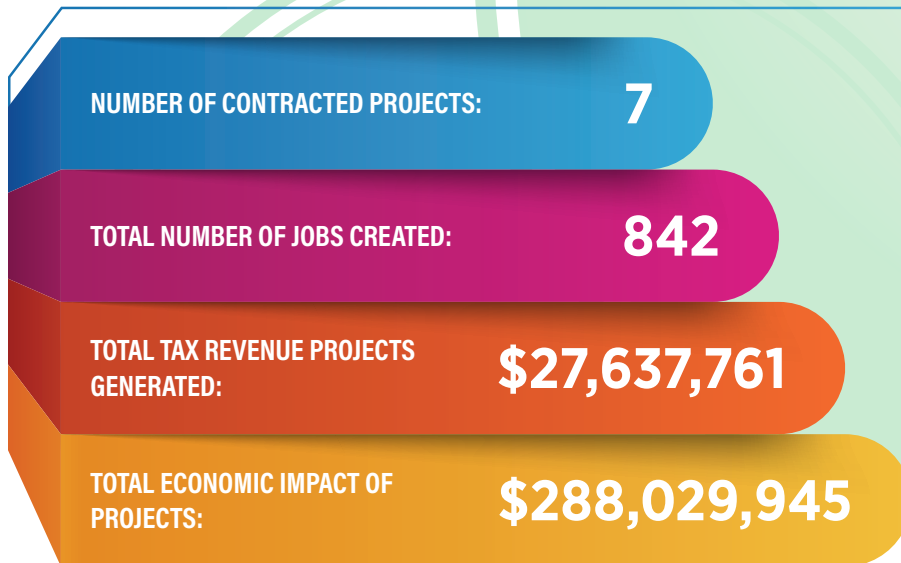 NUMBER OF CONTRACTED PROJECTS: 7
TOTAL NUMBER OF JOBS CREATED: 842
TOTAL TAX REVENUE PROJECTS
GENERATED: $27,637,761
TOTAL ECONOMIC IMPACT OF
PROJECTS: $288,029,945